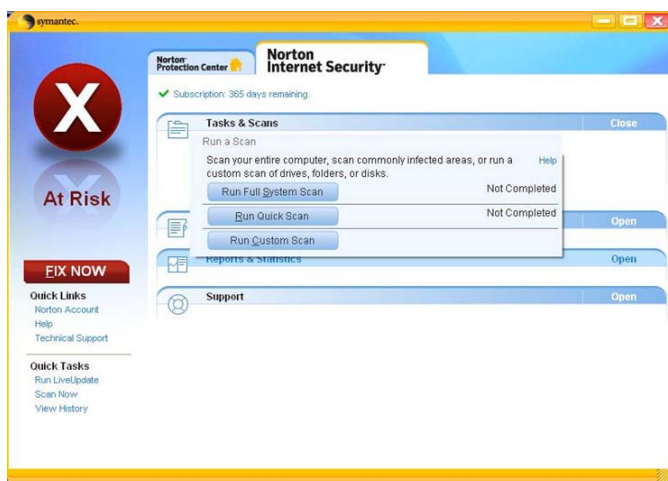 symantec.
Norton
Protection Center
Norton
Internet Security
Subscription: 365 days remaining.
X
At Risk
FIX NOW
Quick Links
Norton Account
Help
Technical Support
Quick Tasks
Run LiveUpdate
Scan Now
View History
Tasks & Scans Close
Run a Scan
Scan your entire computer, scan commonly infected areas, or run a Help
custom scan of drives, folders, or disks.
Run Full System Scan Not Completed
Run Quick Scan Not Completed
Run Custom Scan
Open
Reports & Statistics Open
Support Open